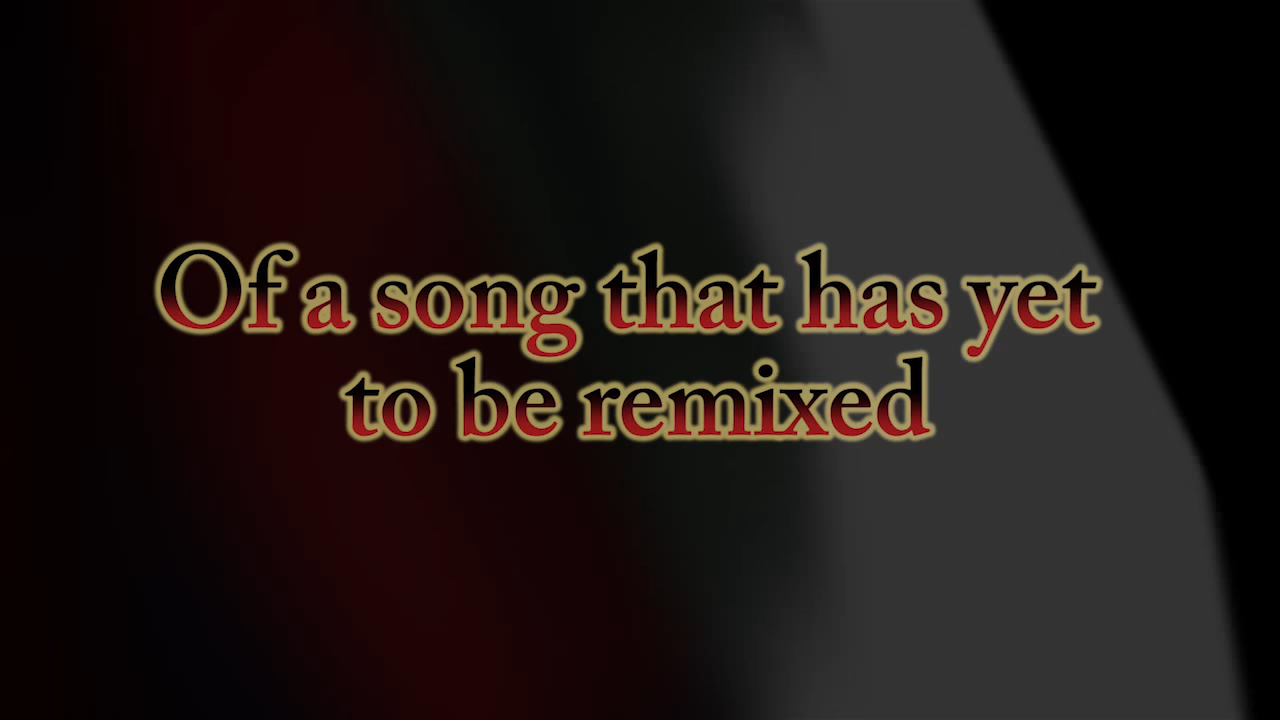 Of a song that has yet
to be remixed